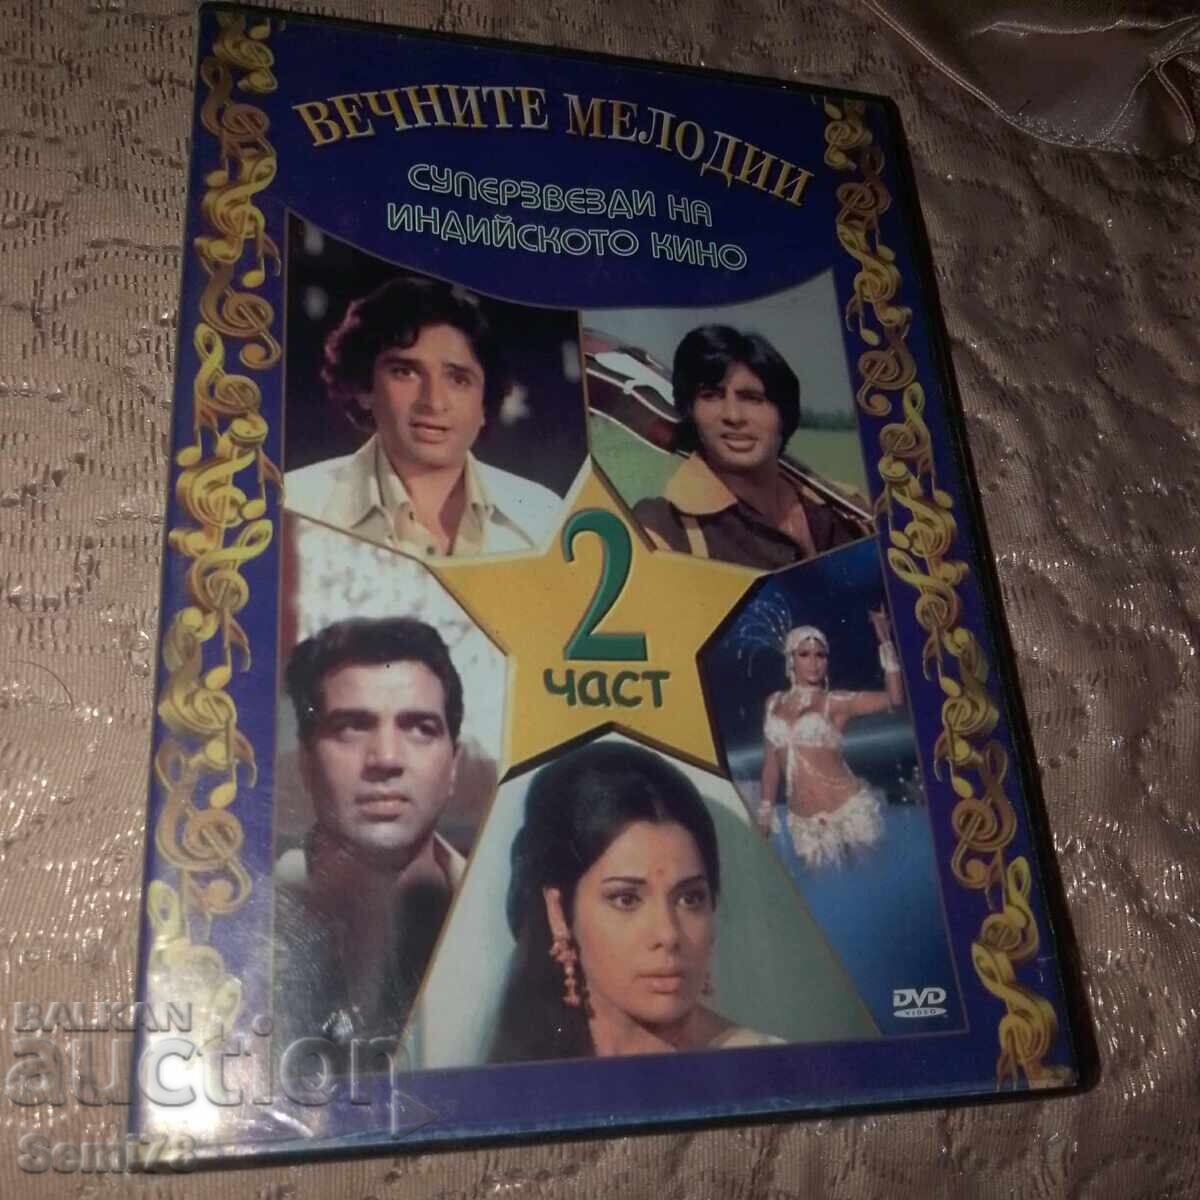 ВЕЧНИТЕ МЕЛОДИИ
СУПЕРЗВЕЗДИ НА
ИНДИЙСКОТО КИНО
2
ЧАСТ
DVD
VIDEO
BALKAN
auction
Semi78